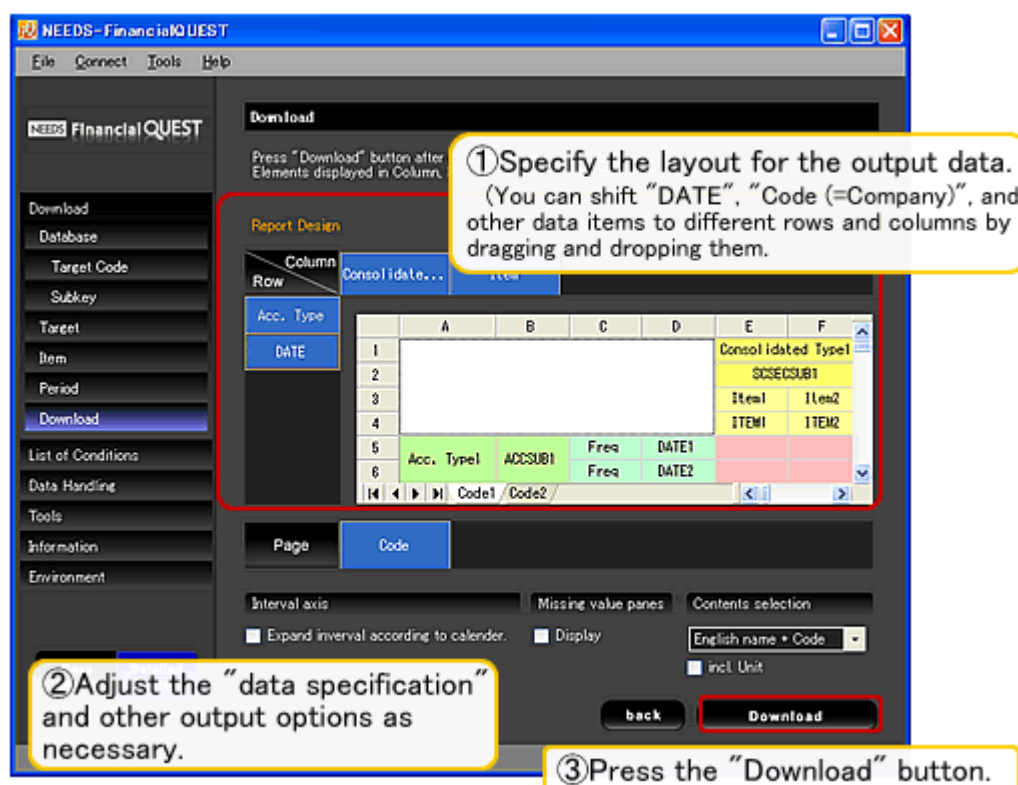 NEEDS-FinancialQUEST
File Connect Tools Help
NEEDS Financial QUEST
Download
Database
Target Code
Subkey
Target
Item
Period
Download
List of Conditions
Data Handling
Tools
Information
Environment
Download
Press "Download" button after
Elements displayed in Column,
①Specify the layout for the output data.
(You can shift "DATE", "Code (=Company)", and
other data items to different rows and columns by
dragging and dropping them.
Report Design
Column
Row
Consolidate...
Item
Acc. Type
DATE
A B C D E F
1 Consolidated Type1
2 SCSECSUB1
3 Item1 Item2
4 ITEM1 ITEM2
5 Acc. Type1 ACCSUB1 Freq DATE1
6 Freq DATE2
Code1 Code2
Page Code
Interval axis Missing value panes Contents selection
Expand inverval according to calender. Display English name + Code
incl. Unit
②Adjust the "data specification"
and other output options as
necessary.
back Download
③Press the "Download" button.